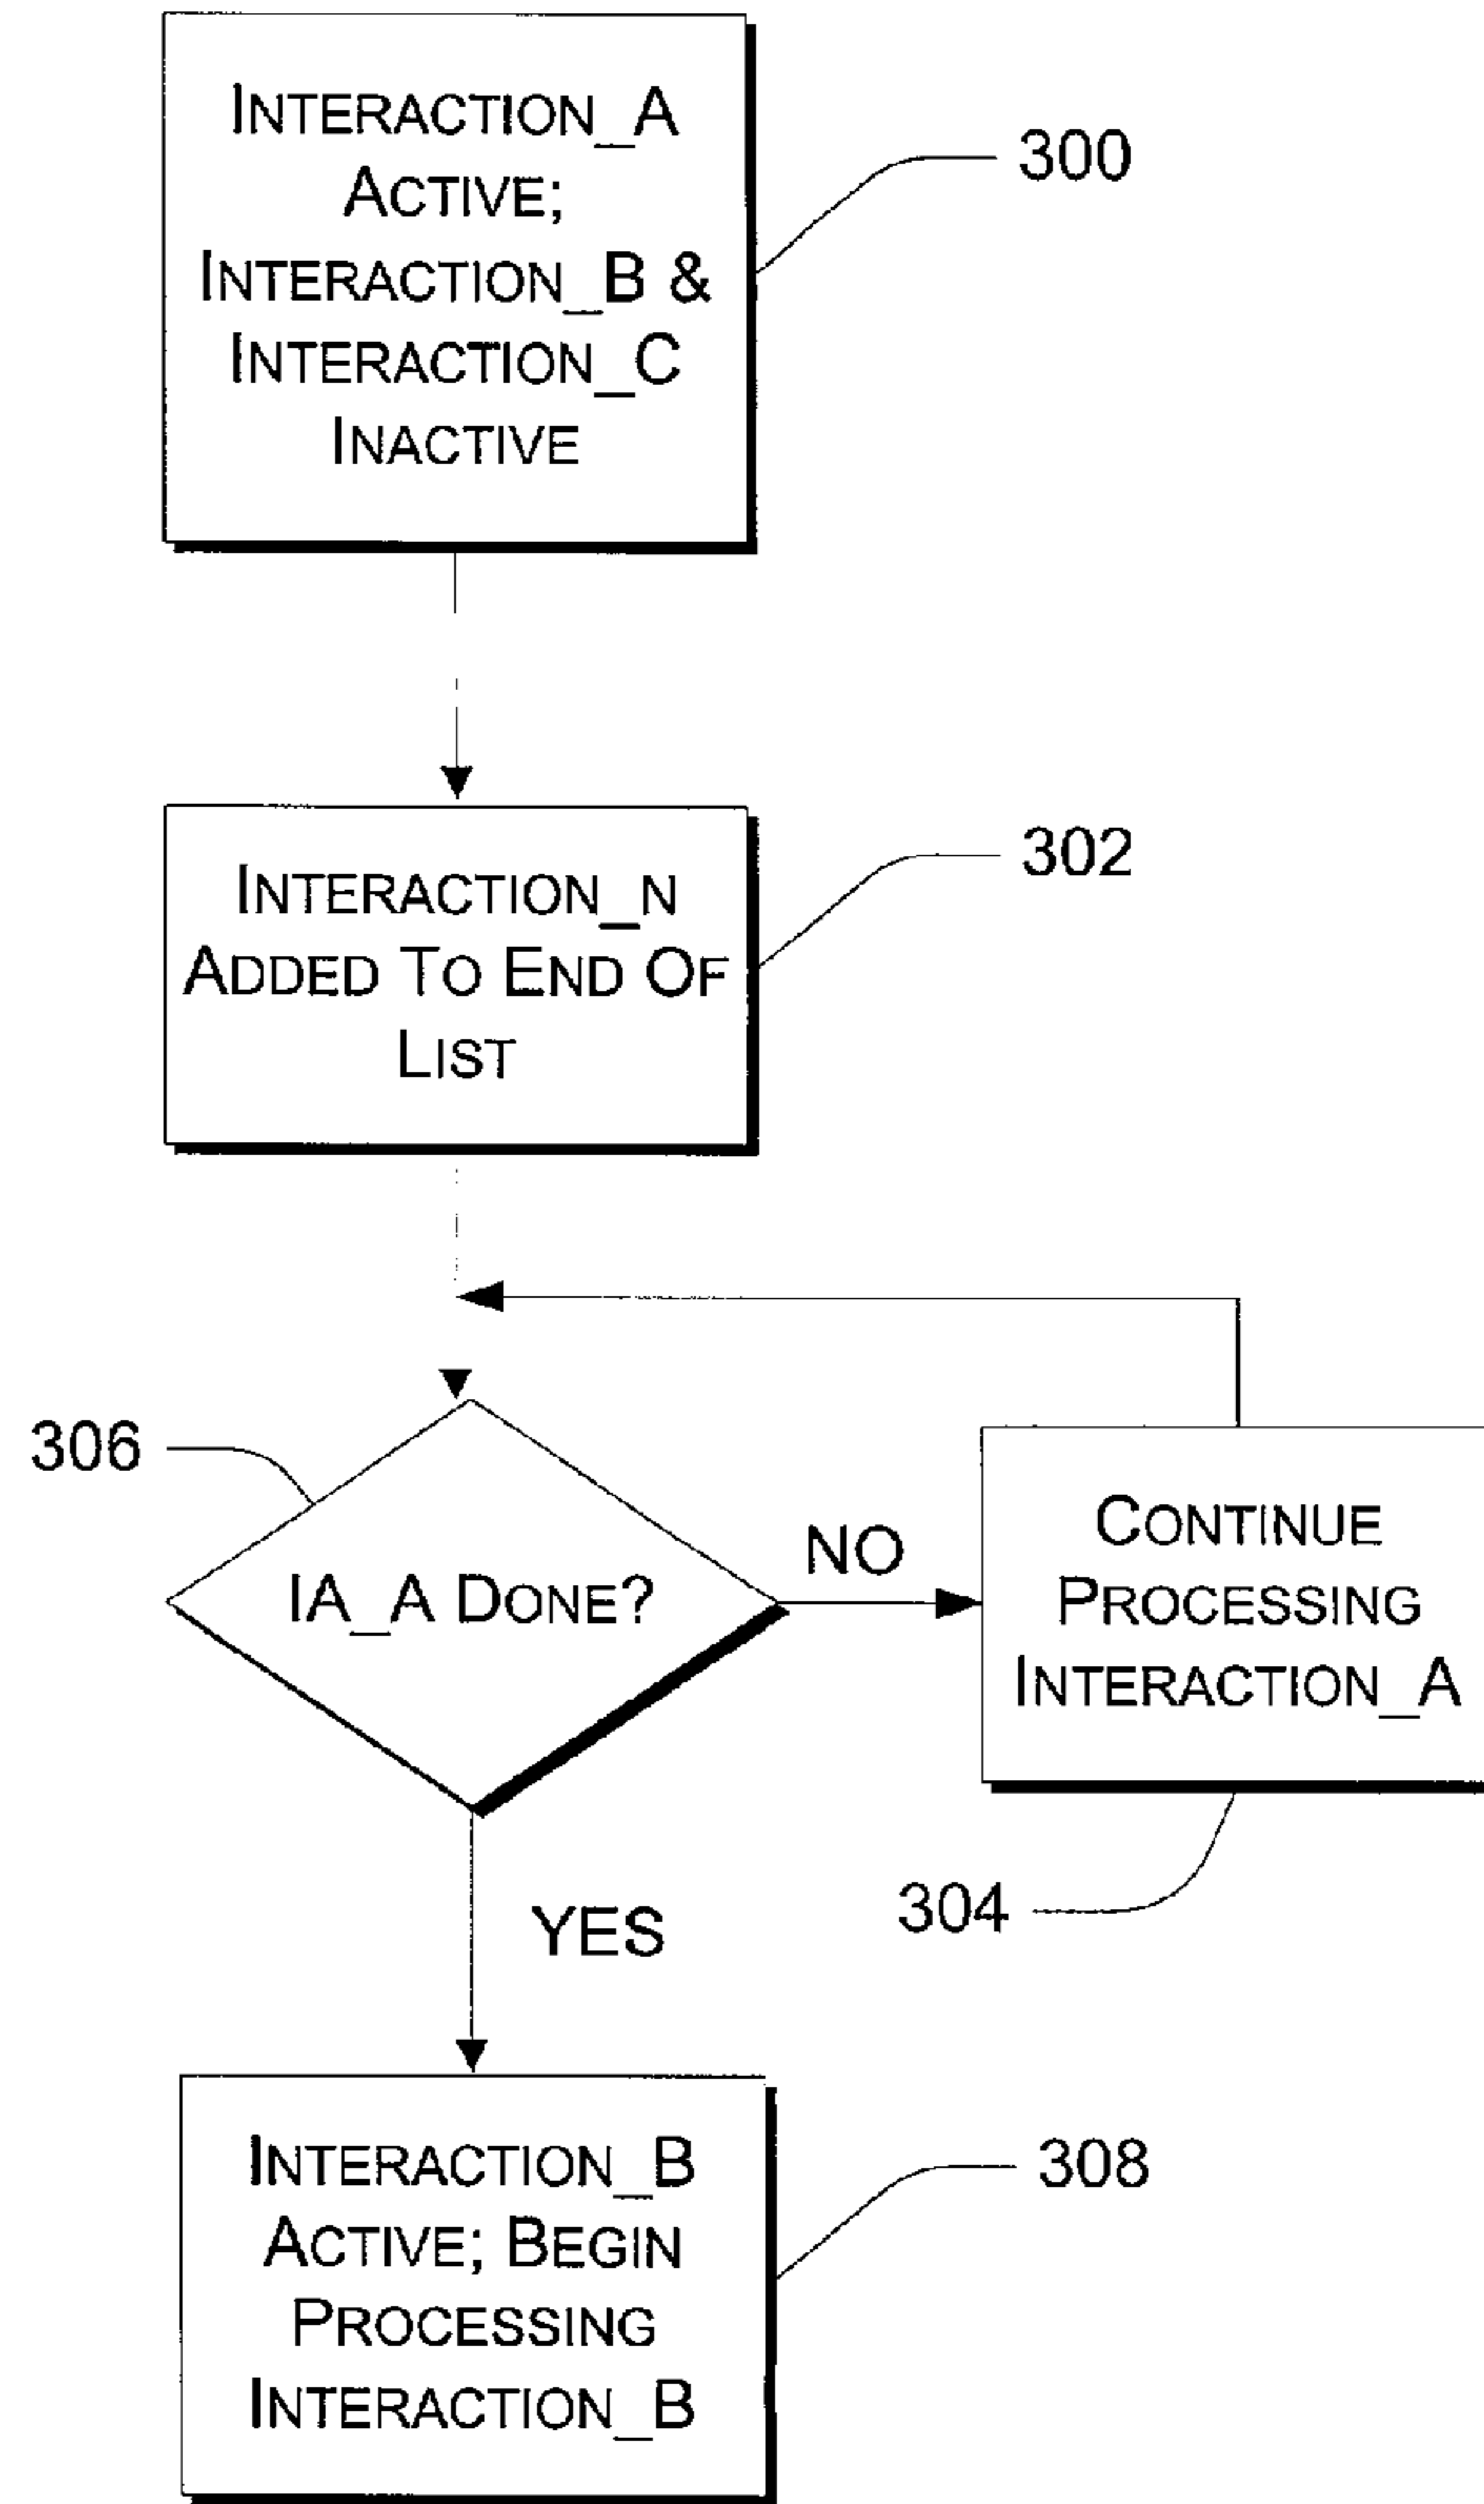 INTERACTION_A
ACTIVE;
INTERACTION_B &
INTERACTION_C
INACTIVE
300
INTERACTION_N
ADDED TO END OF
LIST
302
306
IA_A DONE?
NO
CONTINUE
PROCESSING
INTERACTION_A
304
YES
INTERACTION_B
ACTIVE; BEGIN
PROCESSING
INTERACTION_B
308